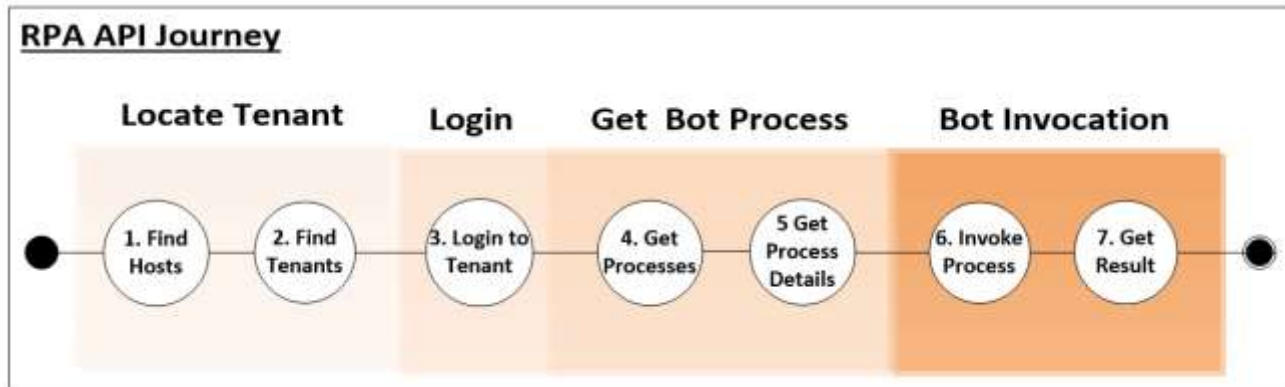 RPA API Journey
Locate Tenant
Login
Get Bot Process
Bot Invocation
1. Find
Hosts
2. Find
Tenants
3. Login to
Tenant
4. Get
Processes
5 Get
Process
Details
6. Invoke
Process
7. Get
Result